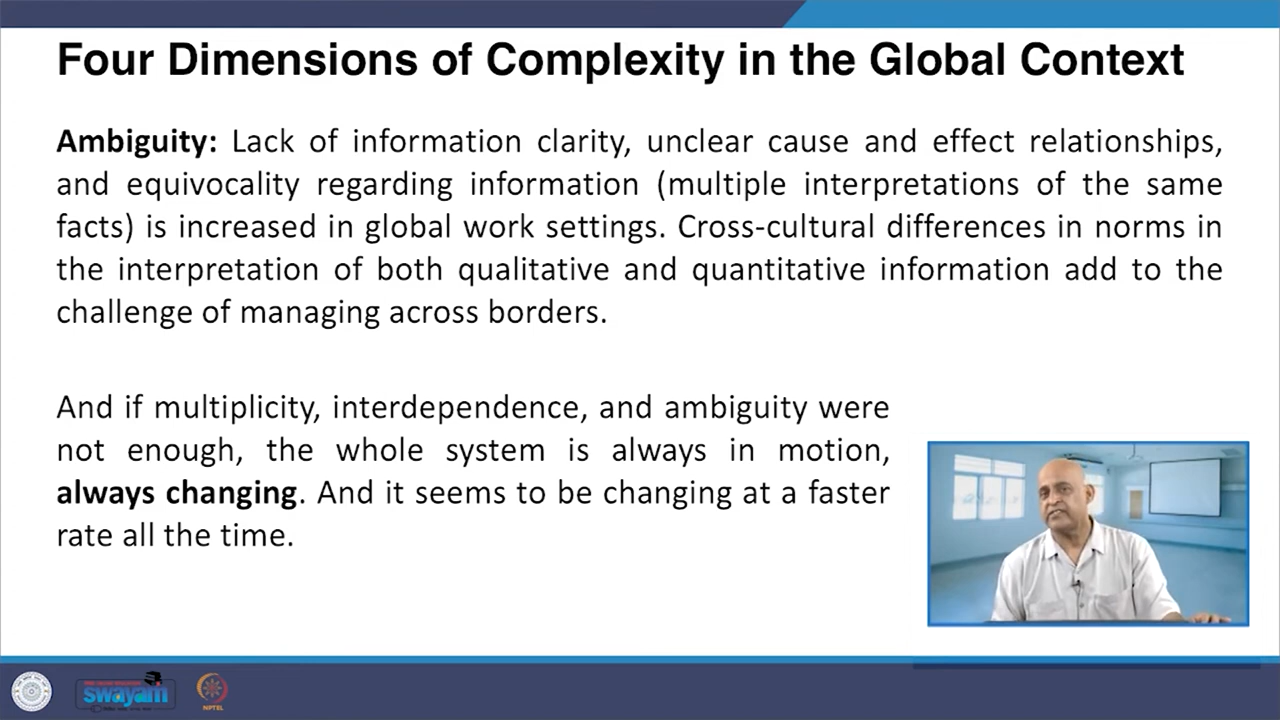 Four Dimensions of Complexity in the Global Context
Ambiguity: Lack of information clarity, unclear cause and effect relationships,
and equivocality regarding information (multiple interpretations of the same
facts) is increased in global work settings. Cross-cultural differences in norms in
the interpretation of both qualitative and quantitative information add to the
challenge of managing across borders.
And if multiplicity, interdependence, and ambiguity were
not enough, the whole system is always in motion,
always changing. And it seems to be changing at a faster
rate all the time.
swayam
NPTEL